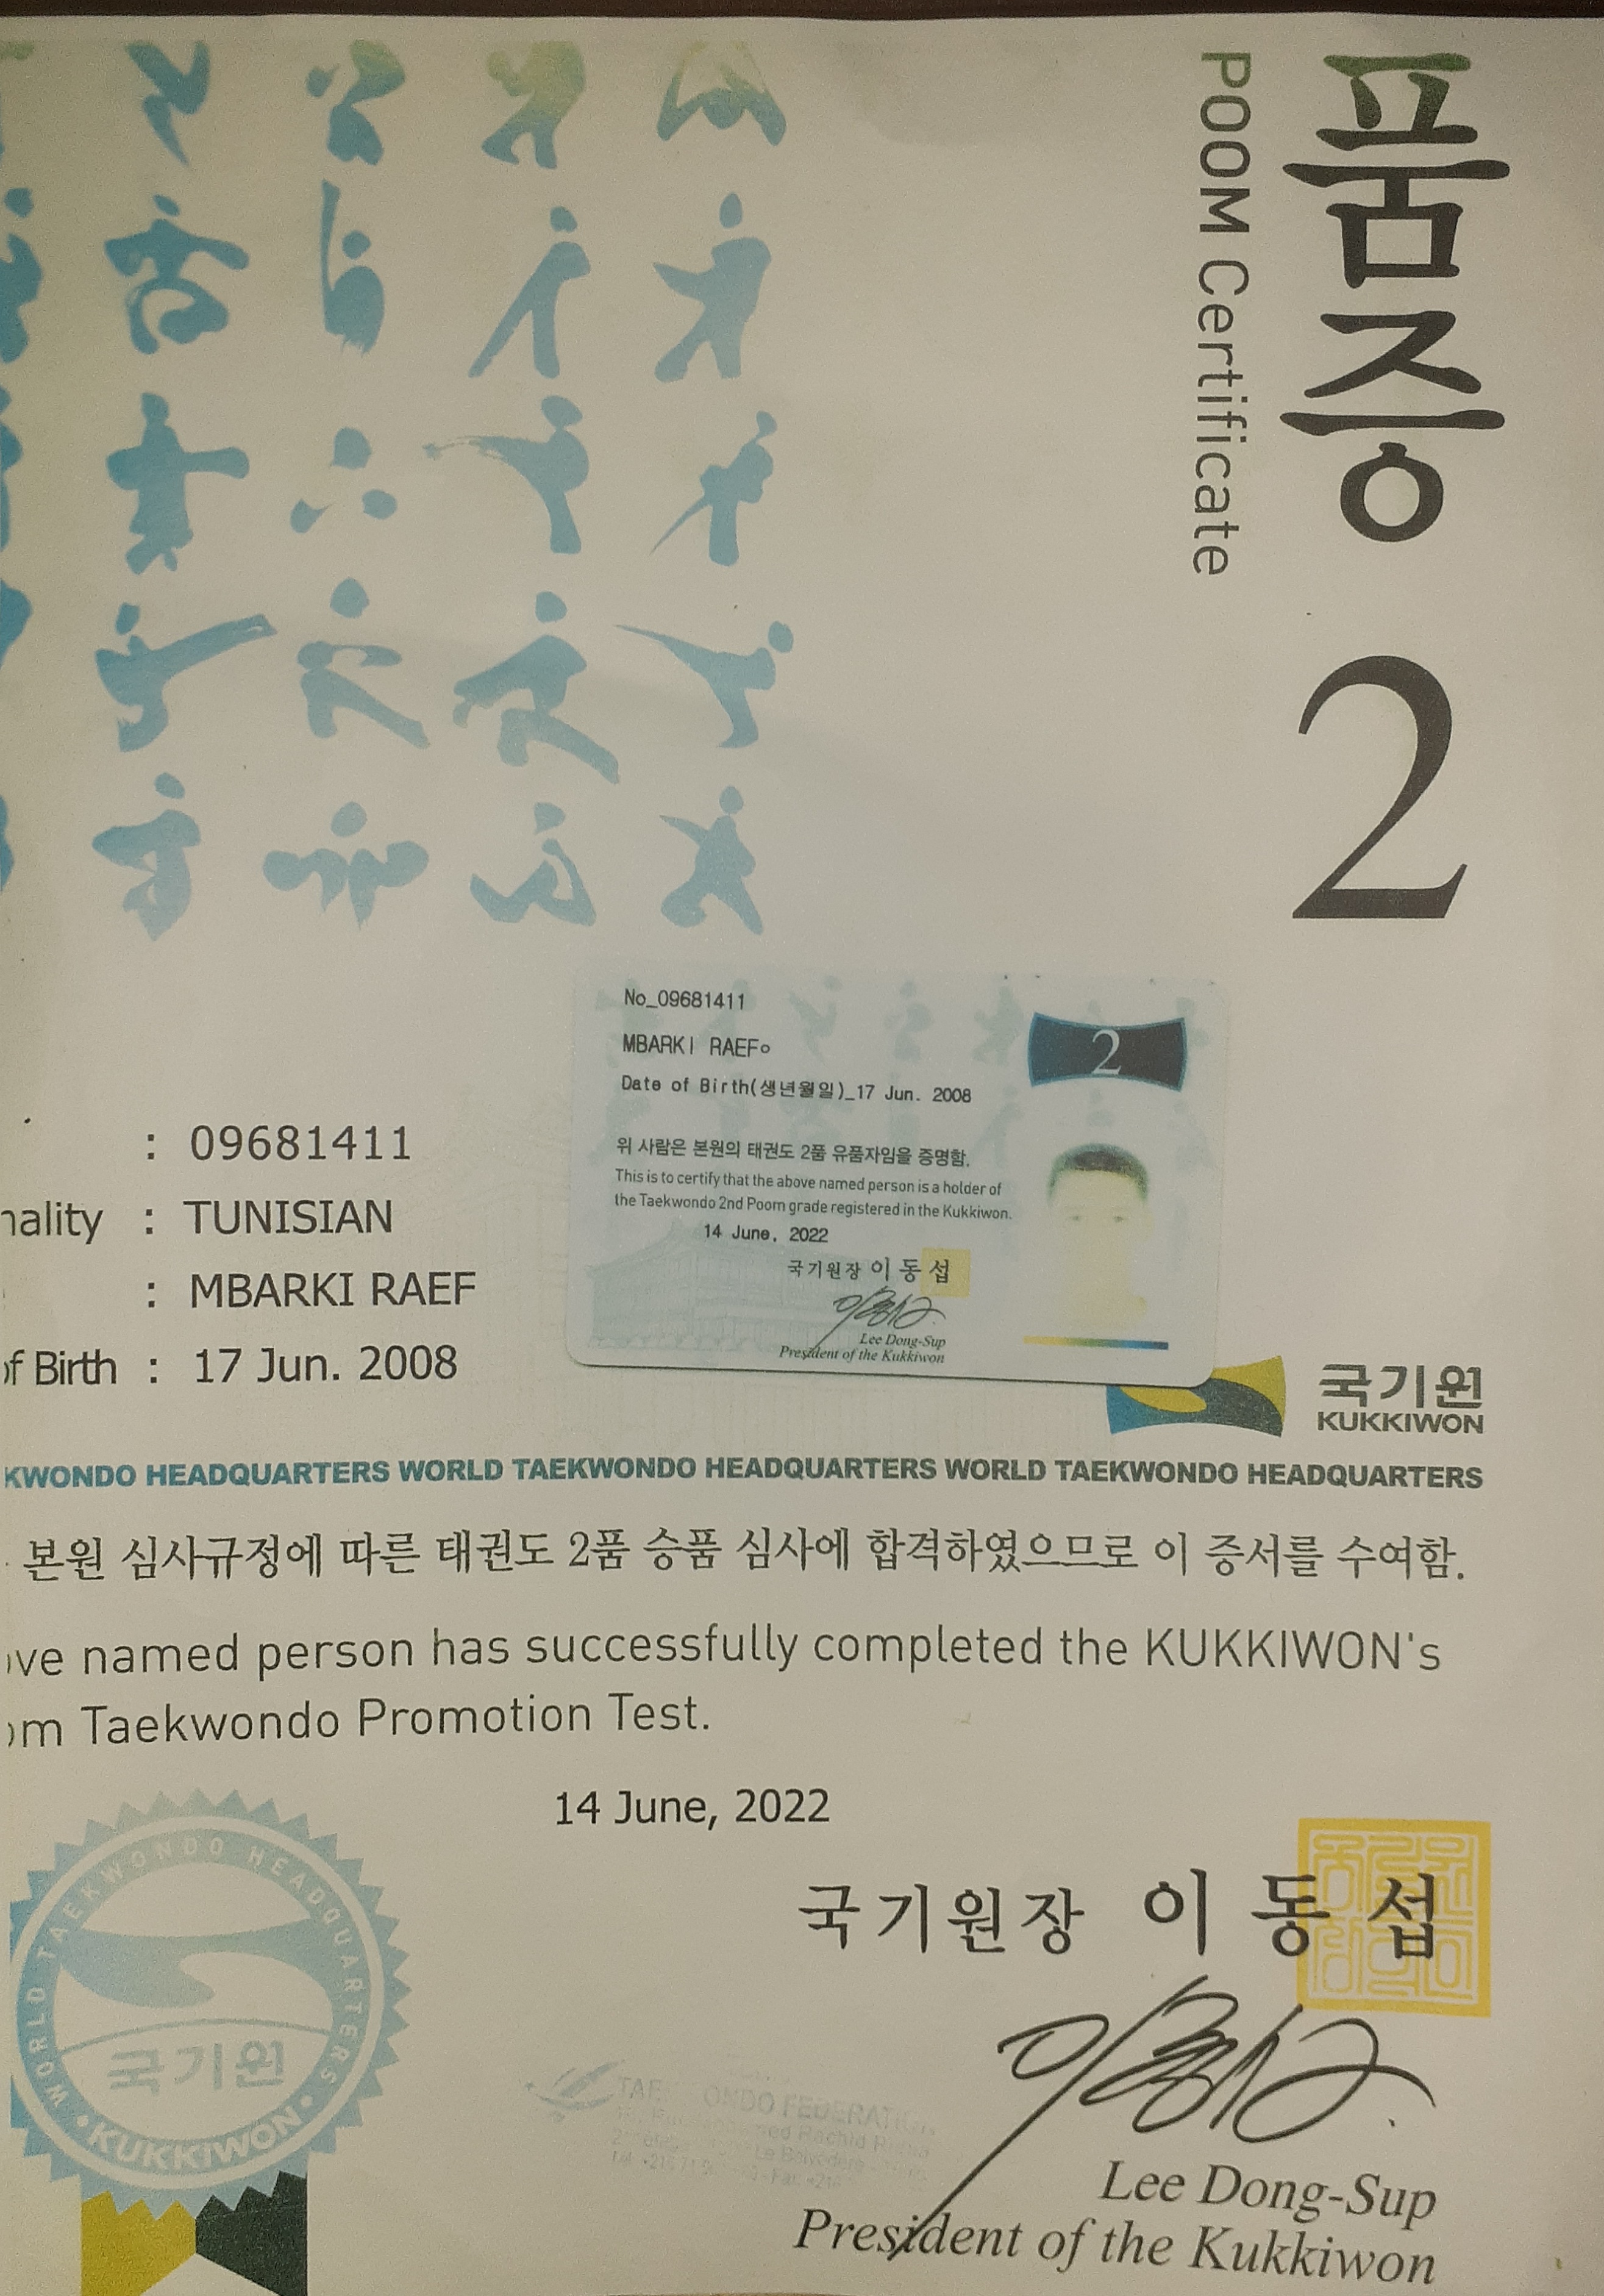 품증 2
POOM Certificate
No_09681411
MBARKI RAEF
Date of Birth(생년월일)_17 Jun. 2008
2
위 사람은 본원의 태권도 2품 유품자임을 증명함.
This is to certify that the above named person is a holder of
the Taekwondo 2nd Poom grade registered in the Kukkiwon.
14 June, 2022
국기원장 이동섭
Lee Dong-Sup
President of the Kukkiwon
: 09681411
nality : TUNISIAN
: MBARKI RAEF
of Birth : 17 Jun. 2008
국기원
KUKKIWON
KWONDO HEADQUARTERS WORLD TAEKWONDO HEADQUARTERS WORLD TAEKWONDO HEADQUARTERS
본원 심사규정에 따른 태권도 2품 승품 심사에 합격하였으므로 이 증서를 수여함.
ve named person has successfully completed the KUKKIWON's
om Taekwondo Promotion Test.
14 June, 2022
국기원장 이동섭
Lee Dong-Sup
President of the Kukkiwon
WORLD TAEKWONDO HEADQUARTERS
국기원
KUKKIWON